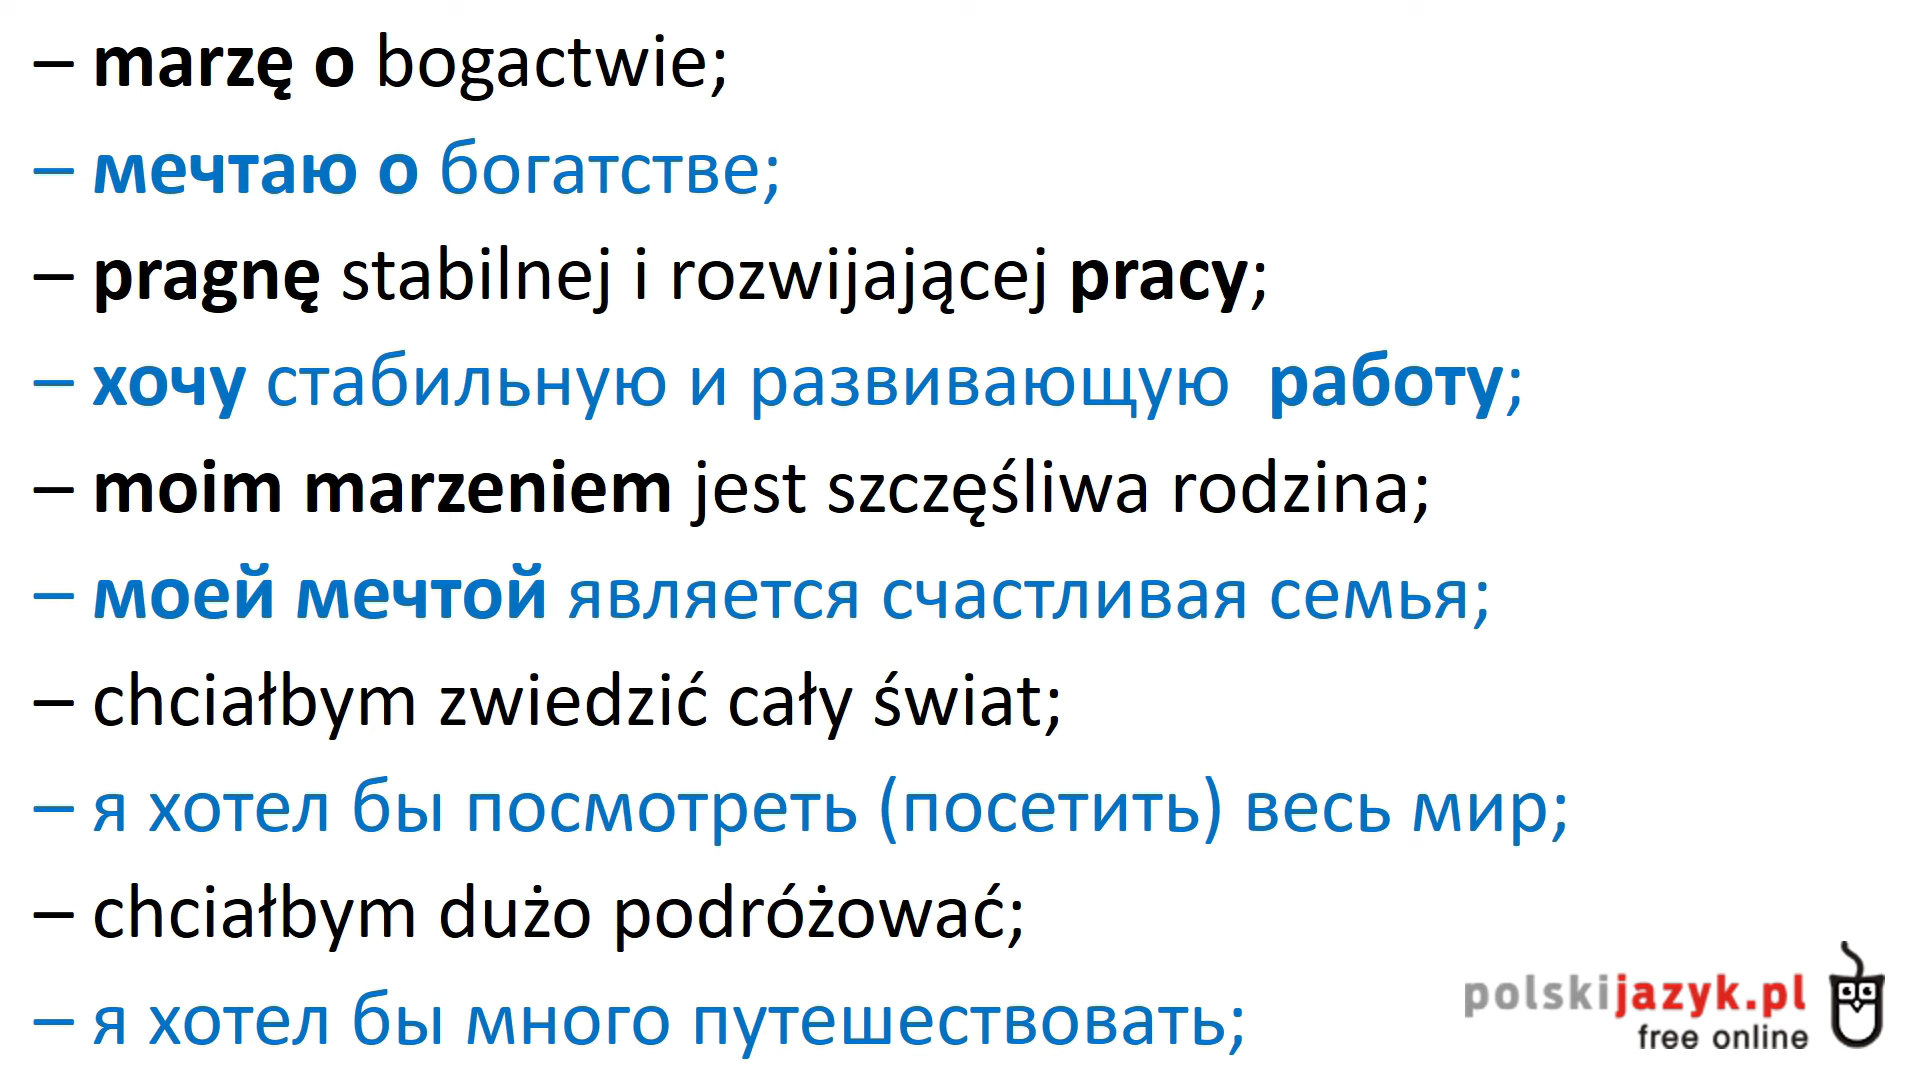 – marzę o bogactwie;
– мечтаю о богатстве;
– pragnę stabilnej i rozwijającej pracy;
– хочу стабильную и развивающую работу;
– moim marzeniem jest szczęśliwa rodzina;
– моей мечтой является счастливая семья;
– chciałbym zwiedzić cały świat;
– я хотел бы посмотреть (посетить) весь мир;
– chciałbym dużo podróżować;
– я хотел бы много путешествовать;
polskijazyk.pl
free online